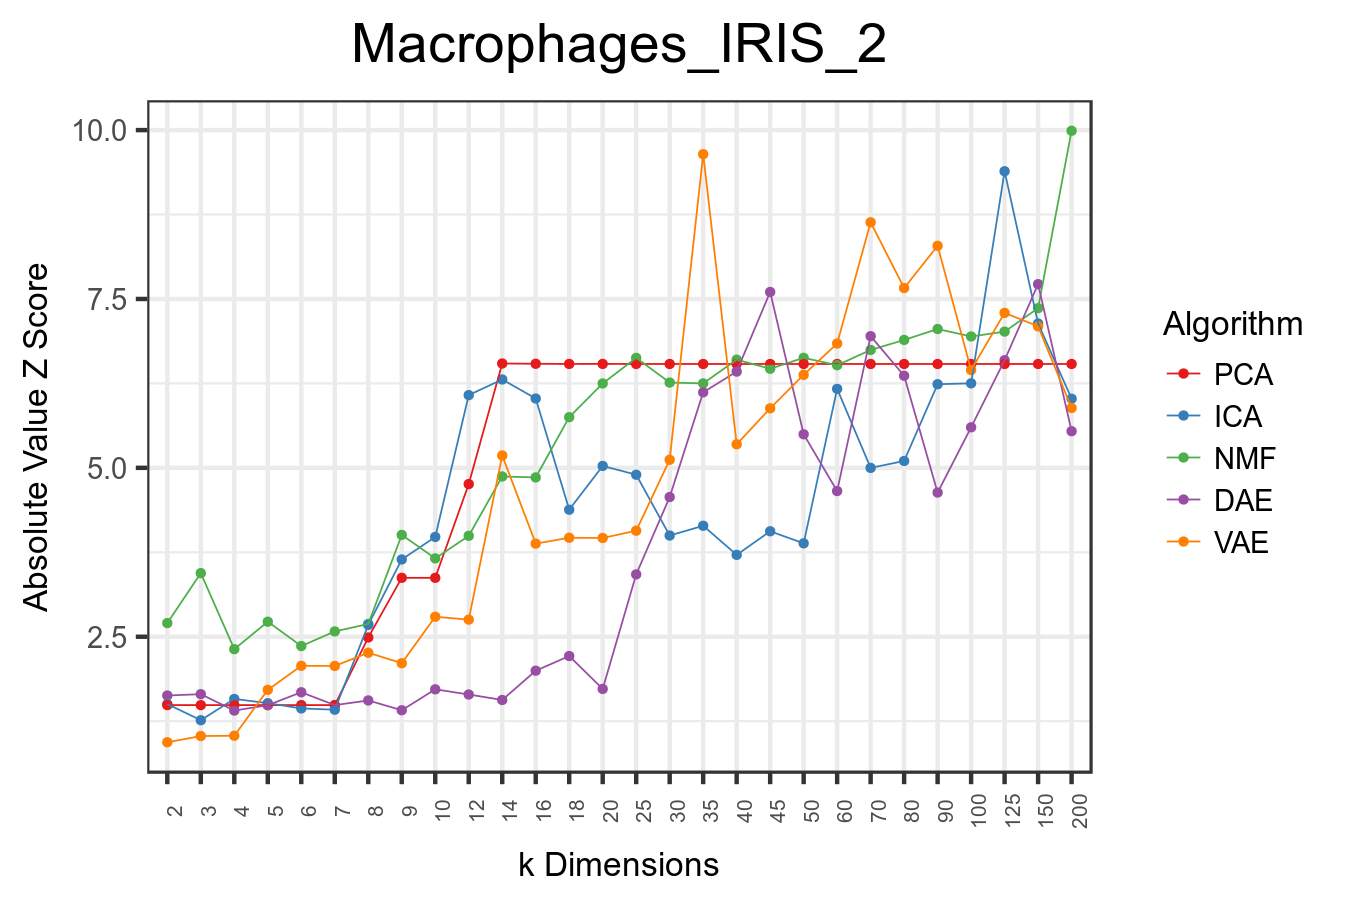 Macrophages_IRIS_2
Absolute Value Z Score
10.0
7.5
5.0
2.5
2 3 4 5 6 7 8 9 10 12 14 16 18 20 25 30 35 40 45 50 60 70 80 90 100 125 150 200
k Dimensions
Algorithm
PCA
ICA
NMF
DAE
VAE